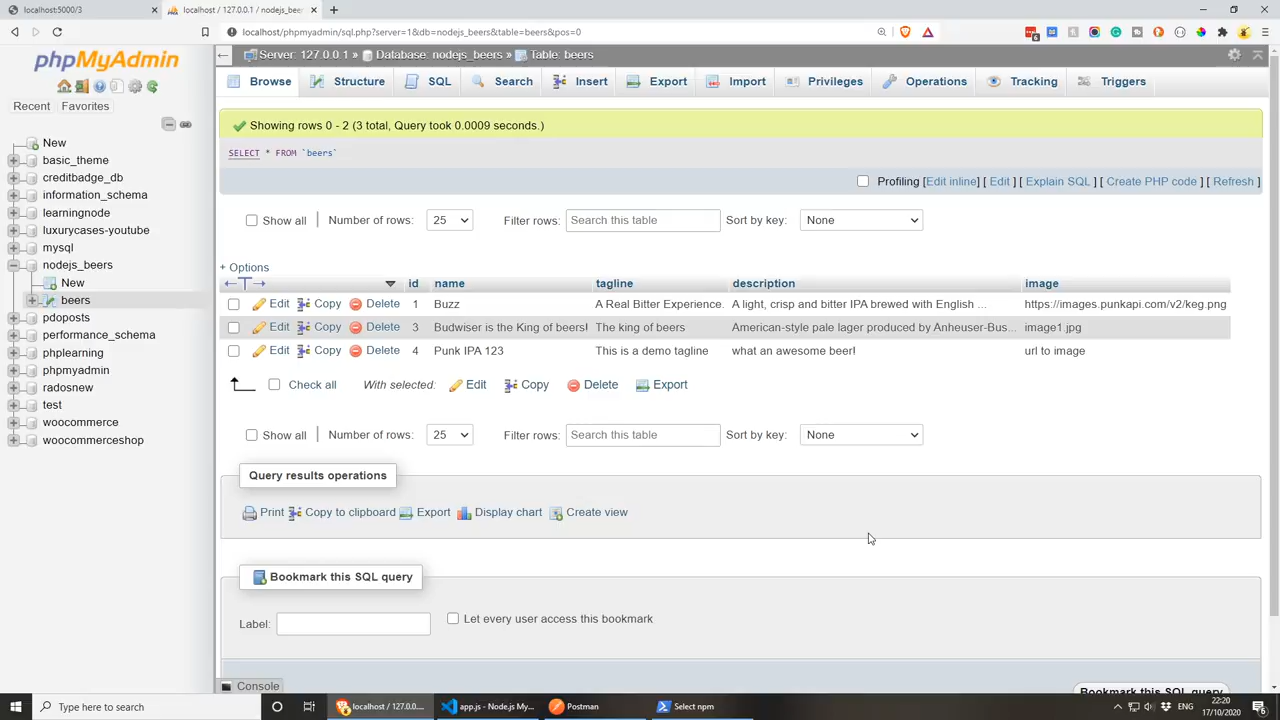 localhost:5000/3
localhost / 127.0.0.1 / nodejs_bee
localhost/phpmyadmin/sql.php?server=1&db=nodejs_beers&table=beers&pos=0
phpMyAdmin
Recent Favorites
New
basic_theme
creditbadge_db
information_schema
learningnode
luxurycases-youtube
mysql
nodejs_beers
New
beers
pdoposts
performance_schema
phplearning
phpmyadmin
radosnew
test
woocommerce
woocommerceshop
Server: 127.0.0.1 » Database: nodejs_beers » Table: beers
Browse Structure SQL Search Insert Export Import Privileges Operations Tracking Triggers
Showing rows 0 - 2 (3 total, Query took 0.0009 seconds.)
SELECT * FROM `beers`
Profiling [Edit inline] [ Edit ] [ Explain SQL ] [ Create PHP code ] [ Refresh ]
Show all Number of rows: 25 Filter rows: Search this table Sort by key: None
+ Options
id name tagline description image
Edit Copy Delete 1 Buzz A Real Bitter Experience. A light, crisp and bitter IPA brewed with English ... https://images.punkapi.com/v2/keg.png
Edit Copy Delete 3 Budwiser is the King of beers! The king of beers American-style pale lager produced by Anheuser-Bus... image1.jpg
Edit Copy Delete 4 Punk IPA 123 This is a demo tagline what an awesome beer! url to image
Check all With selected: Edit Copy Delete Export
Show all Number of rows: 25 Filter rows: Search this table Sort by key: None
Query results operations
Print Copy to clipboard Export Display chart Create view
Bookmark this SQL query
Label: Let every user access this bookmark
Console
Bookmark this SQL query
Type here to search
localhost / 127.0.0....
app.js - Node.js My...
Postman
Select npm
ENG
22:20
17/10/2020